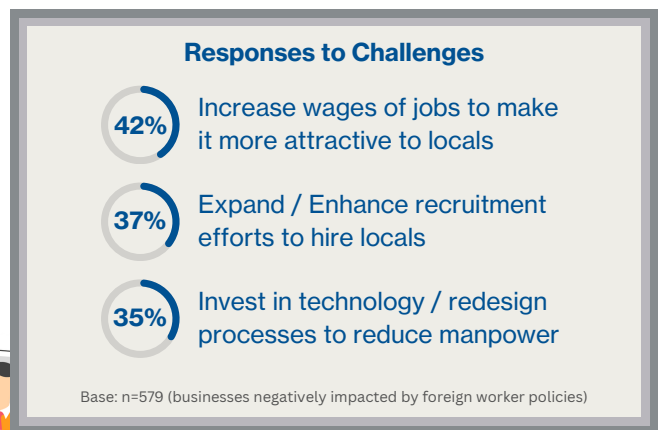 Responses to Challenges
42%
Increase wages of jobs to make
it more attractive to locals
37%
Expand / Enhance recruitment
efforts to hire locals
35%
Invest in technology / redesign
processes to reduce manpower
Base: n=579 (businesses negatively impacted by foreign worker policies)